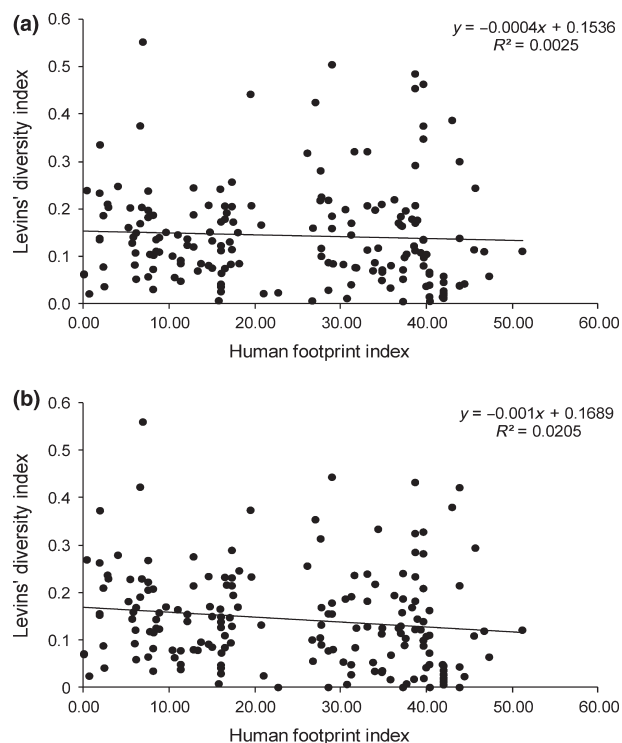 (a)
y = −0.0004x + 0.1536
R² = 0.0025
Levins' diversity index
0.6
0.5
0.4
0.3
0.2
0.1
0.0
0.00 10.00 20.00 30.00 40.00 50.00 60.00
Human footprint index
(b)
y = −0.001x + 0.1689
R² = 0.0205
Levins' diversity index
0.6
0.5
0.4
0.3
0.2
0.1
0
0.00 10.00 20.00 30.00 40.00 50.00 60.00
Human footprint index